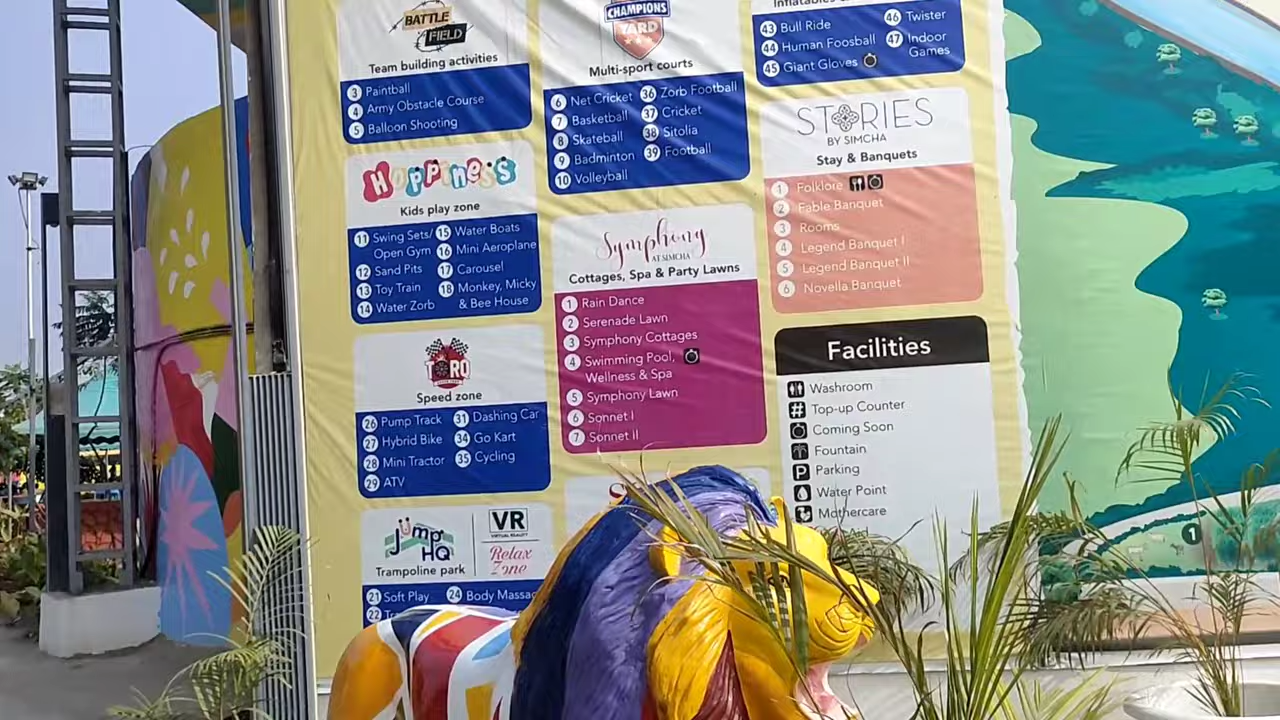 BATTLE
FIELD
Team building activities
3 Paintball
4 Army Obstacle Course
5 Balloon Shooting
HOPPINESS
Kids play zone
11 Swing Sets/
Open Gym
12 Sand Pits
13 Toy Train
14 Water Zorb
15 Water Boats
16 Mini Aeroplane
17 Carousel
18 Monkey, Micky
& Bee House
TORQ
Speed zone
26 Pump Track
27 Hybrid Bike
28 Mini Tractor
29 ATV
31 Dashing Car
34 Go Kart
35 Cycling
Jump
HQ
Trampoline park
VR
VIRTUAL REALITY
Relax
Zone
21 Soft Play
22
24 Body Massa
CHAMPIONS
YARD
Multi-sport courts
6 Net Cricket
7 Basketball
8 Skateball
9 Badminton
10 Volleyball
36 Zorb Football
37 Cricket
38 Sitolia
39 Football
Symphony
AT SIMCHA
Cottages, Spa & Party Lawns
1 Rain Dance
2 Serenade Lawn
3 Symphony Cottages
4 Swimming Pool,
Wellness & Spa
5 Symphony Lawn
6 Sonnet I
7 Sonnet II
43 Bull Ride
44 Human Foosball
45 Giant Gloves
46 Twister
47 Indoor
Games
STORIES
BY SIMCHA
Stay & Banquets
1 Folklore
2 Fable Banquet
3 Rooms
4 Legend Banquet I
5 Legend Banquet II
6 Novella Banquet
Facilities
Washroom
# Top-up Counter
Coming Soon
Fountain
P Parking
Water Point
Mothercare
1